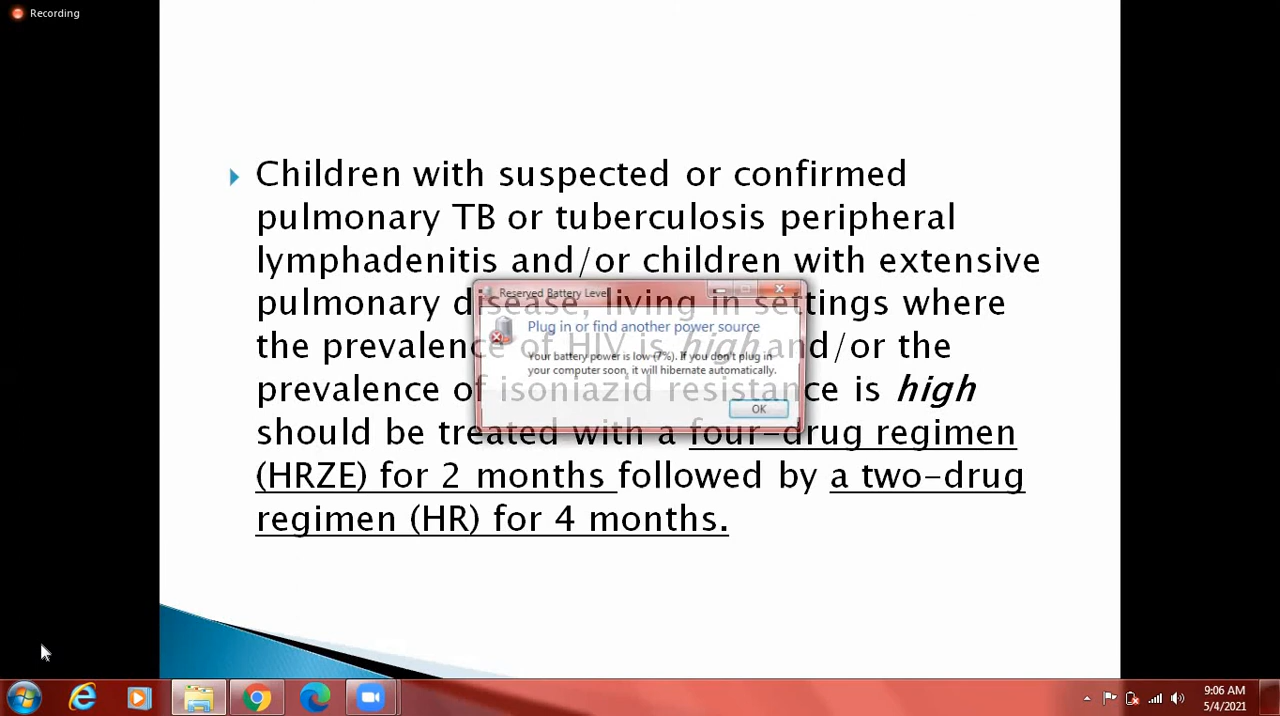 Recording
Children with suspected or confirmed
pulmonary TB or tuberculosis peripheral
lymphadenitis and/or children with extensive
pulmonary disease, living in settings where
the prevalence of HIV is high and/or the
prevalence of isoniazid resistance is high
should be treated with a four-drug regimen
(HRZE) for 2 months followed by a two-drug
regimen (HR) for 4 months.
Reserved Battery Level
Plug in or find another power source
Your battery power is low (7%). If you don't plug in
your computer soon, it will hibernate automatically.
OK
9:06 AM
5/4/2021